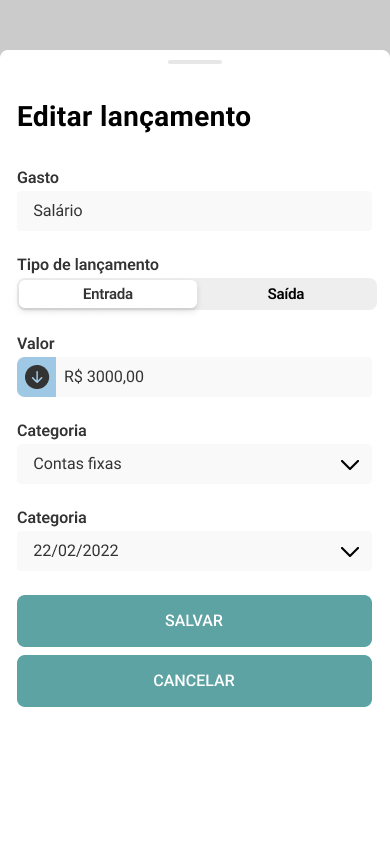 Editar lançamento
Gasto
Salário
Tipo de lançamento
Entrada Saída
Valor
R$ 3000,00
Categoria
Contas fixas
Categoria
22/02/2022
SALVAR
CANCELAR